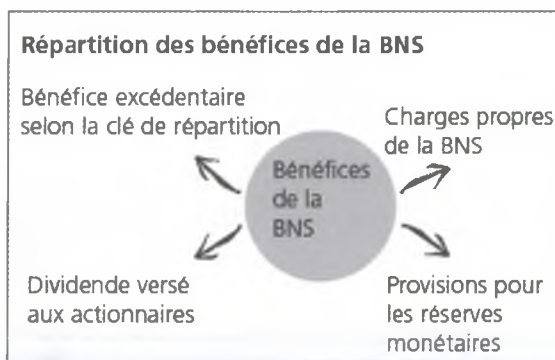 Répartition des bénéfices de la BNS
Bénéfice excédentaire
selon la clé de répartition
Charges propres
de la BNS
Bénéfices
de la
BNS
Dividende versé
aux actionnaires
Provisions pour
les réserves
monétaires